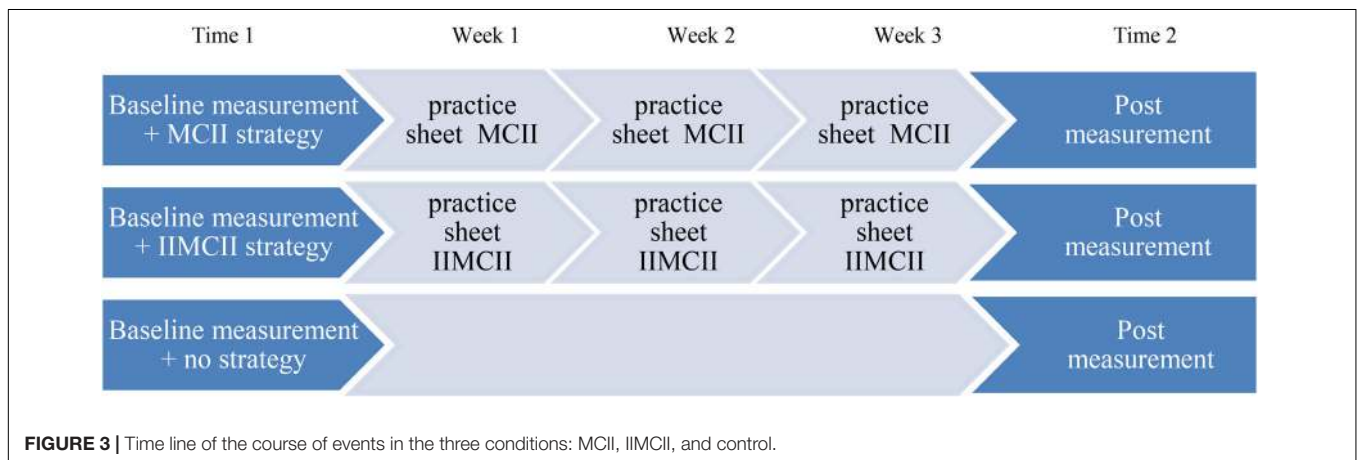 Time 1 Week 1 Week 2 Week 3 Time 2
Baseline measurement
+ MCII strategy
practice
sheet MCII
practice
sheet MCII
practice
sheet MCII
Post
measurement
Baseline measurement
+ IIMCII strategy
practice
sheet
IIMCII
practice
sheet
IIMCII
practice
sheet
IIMCII
Post
measurement
Baseline measurement
+ no strategy
Post
measurement
FIGURE 3 | Time line of the course of events in the three conditions: MCII, IIMCII, and control.